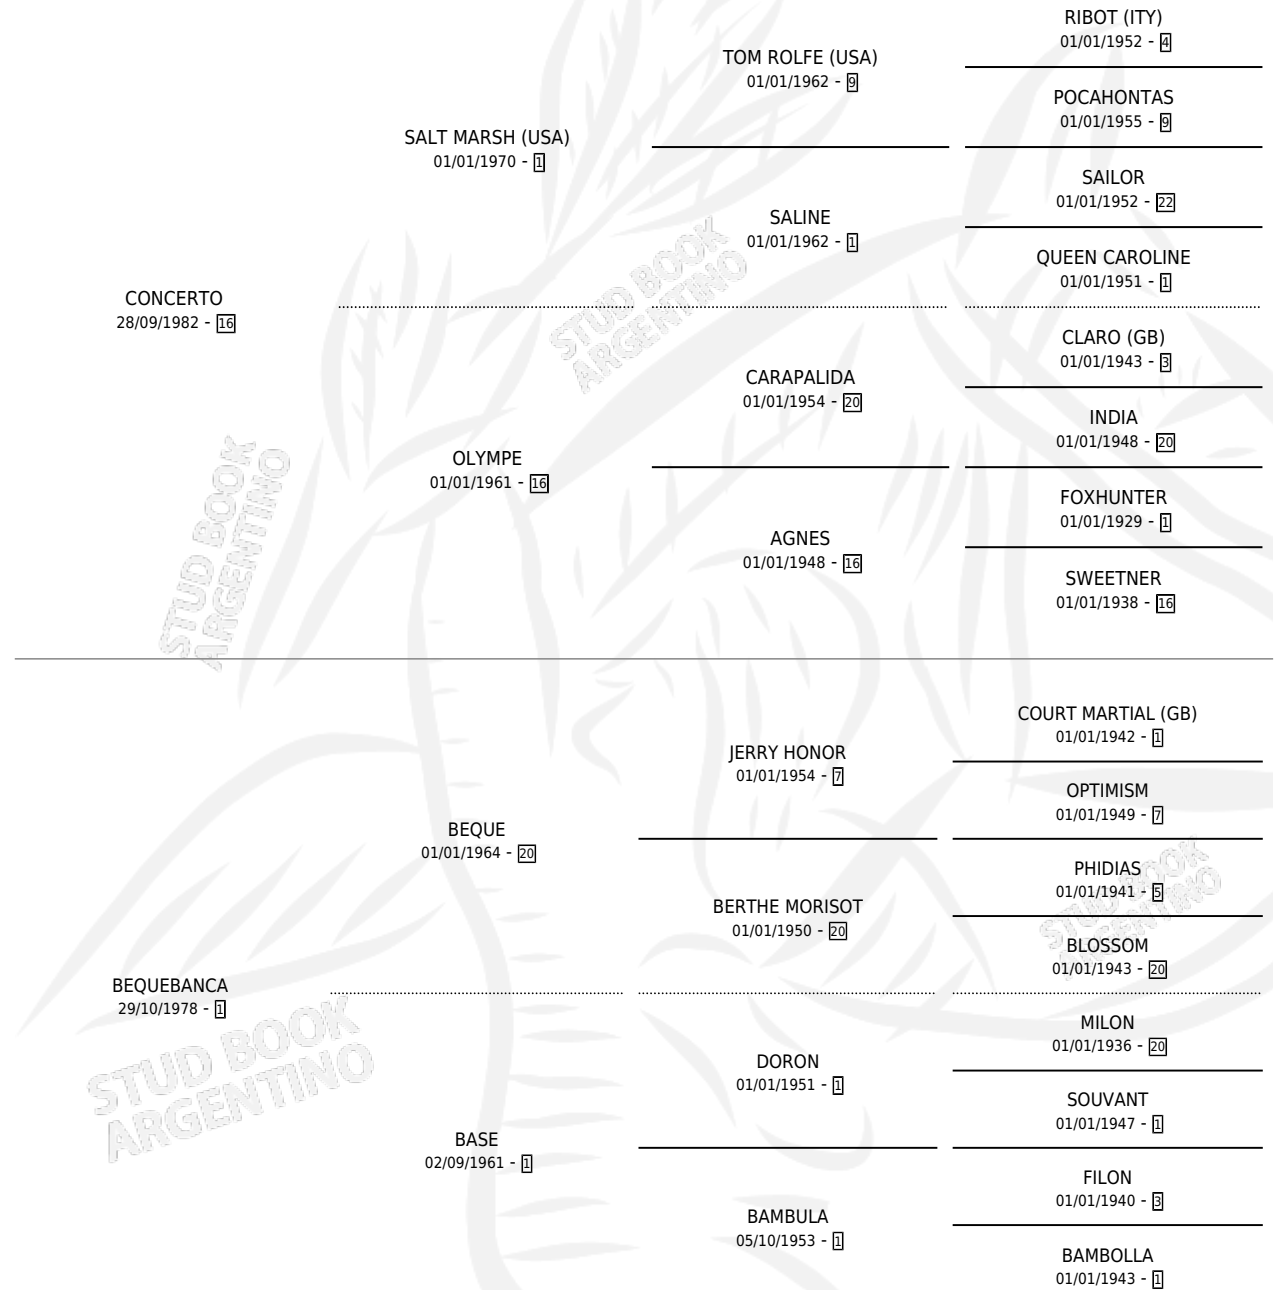 RIBOT (ITY)
01/01/1952 - 4
TOM ROLFE (USA)
01/01/1962 - 9
POCAHONTAS
01/01/1955 - 9
SALT MARSH (USA)
01/01/1970 - 1
SAILOR
01/01/1952 - 22
SALINE
01/01/1962 - 1
QUEEN CAROLINE
01/01/1951 - 1
CONCERTO
28/09/1982 - 16
CLARO (GB)
01/01/1943 - 3
CARAPALIDA
01/01/1954 - 20
INDIA
01/01/1948 - 20
OLYMPE
01/01/1961 - 16
FOXHUNTER
01/01/1929 - 1
AGNES
01/01/1948 - 16
SWEETNER
01/01/1938 - 16
COURT MARTIAL (GB)
01/01/1942 - 1
JERRY HONOR
01/01/1954 - 7
OPTIMISM
01/01/1949 - 7
BEQUE
01/01/1964 - 20
PHIDIAS
01/01/1941 - 5
BERTHE MORISOT
01/01/1950 - 20
BLOSSOM
01/01/1943 - 20
BEQUEBANCA
29/10/1978 - 1
MILON
01/01/1936 - 20
DORON
01/01/1951 - 1
SOUVANT
01/01/1947 - 1
BASE
02/09/1961 - 1
FILON
01/01/1940 - 3
BAMBULA
05/10/1953 - 1
BAMBOLLA
01/01/1943 - 1
STUD BOOK
ARGENTINO
STUD BOOK
ARGENTINO
STUD BOOK
ARGENTINO
STUD BOOK
ARGENTINO